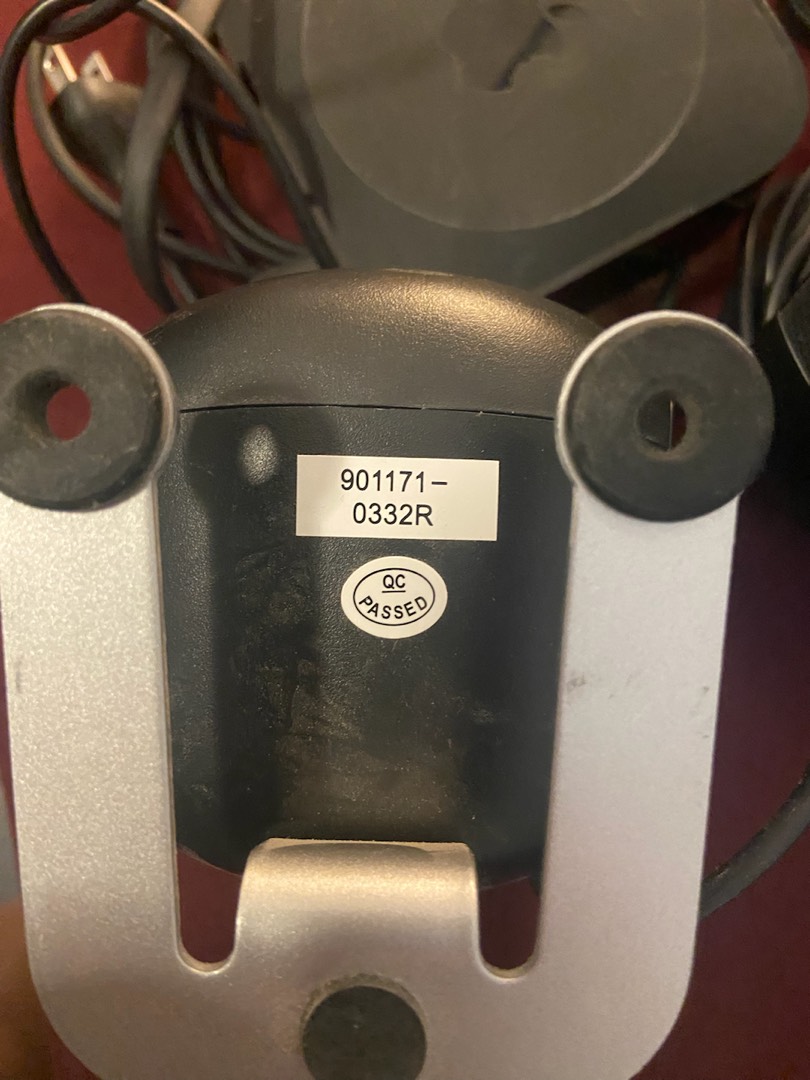 901171–
0332R
QC
PASSED